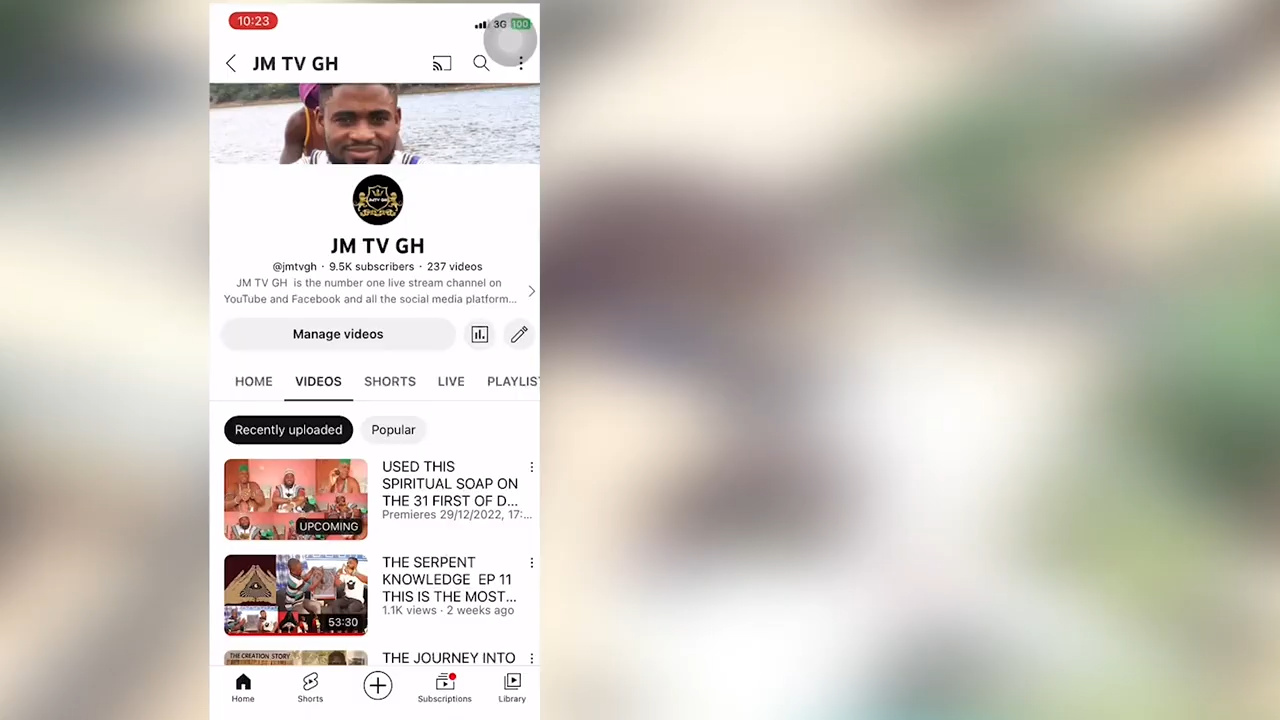 10:23
3G 100
JM TV GH
JMTV GH
JM TV GH
@jmtvgh · 9.5K subscribers · 237 videos
JM TV GH is the number one live stream channel on
YouTube and Facebook and all the social media platform...
Manage videos
HOME VIDEOS SHORTS LIVE PLAYLIS
Recently uploaded Popular
USED THIS
SPIRITUAL SOAP ON
THE 31 FIRST OF D...
Premieres 29/12/2022, 17:...
UPCOMING
THE SERPENT
KNOWLEDGE EP 11
THIS IS THE MOST...
1.1K views · 2 weeks ago
53:30
THE CREATION STORY
THE JOURNEY INTO
Home Shorts Subscriptions Library